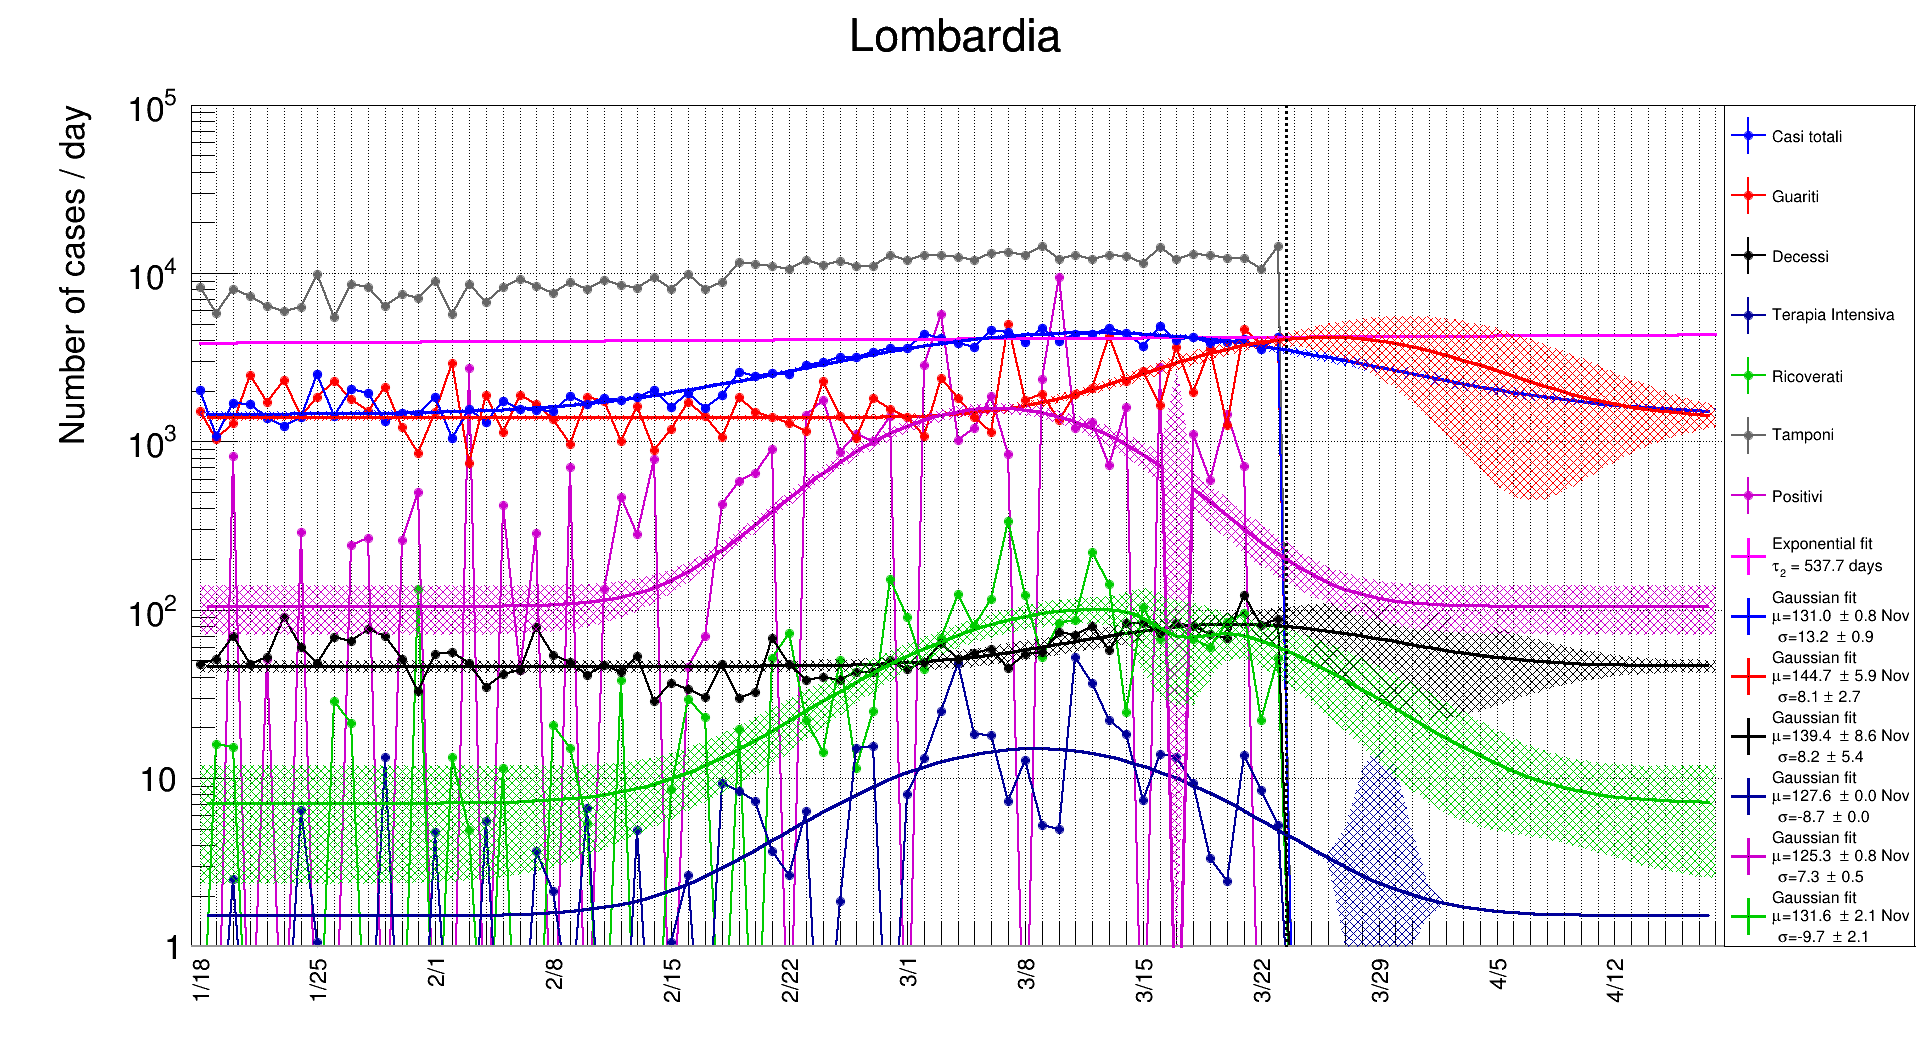 Lombardia
Number of cases / day
10^5
10^4
10^3
10^2
10
1
1/18
1/25
2/1
2/8
2/15
2/22
3/1
3/8
3/15
3/22
3/29
4/5
4/12
Casi totali
Guariti
Decessi
Terapia Intensiva
Ricoverati
Tamponi
Positivi
Exponential fit
τ₂ = 537.7 days
Gaussian fit
μ=131.0 ± 0.8 Nov
σ=13.2 ± 0.9
Gaussian fit
μ=144.7 ± 5.9 Nov
σ=8.1 ± 2.7
Gaussian fit
μ=139.4 ± 8.6 Nov
σ=8.2 ± 5.4
Gaussian fit
μ=127.6 ± 0.0 Nov
σ=-8.7 ± 0.0
Gaussian fit
μ=125.3 ± 0.8 Nov
σ=7.3 ± 0.5
Gaussian fit
μ=131.6 ± 2.1 Nov
σ=-9.7 ± 2.1